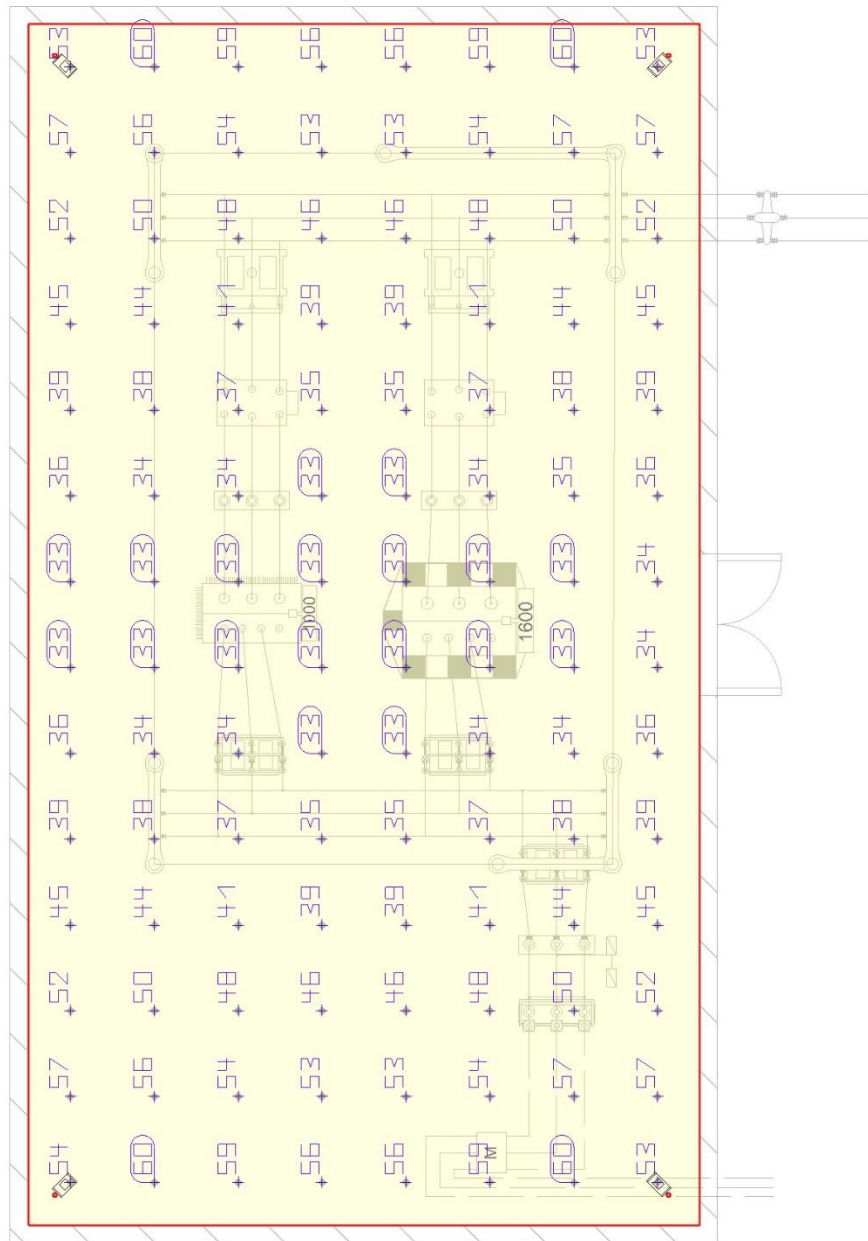 53 60 59 56 56 59 60 53
57 56 54 53 53 54 57 57
52 50 48 46 46 48 50 52
45 44 41 39 39 41 44 45
39 38 37 35 35 37 38 39
36 34 34 33 33 34 35 36
33 33 33 33 33 33 33 34
1000
1600
33 33 33 33 33 33 33 34
36 34 34 33 33 34 34 36
39 38 37 35 35 37 38 39
45 44 41 39 39 41 44 45
52 50 48 46 46 48 50 52
57 56 54 53 53 54 57 57
M
54 60 59 56 56 59 60 53